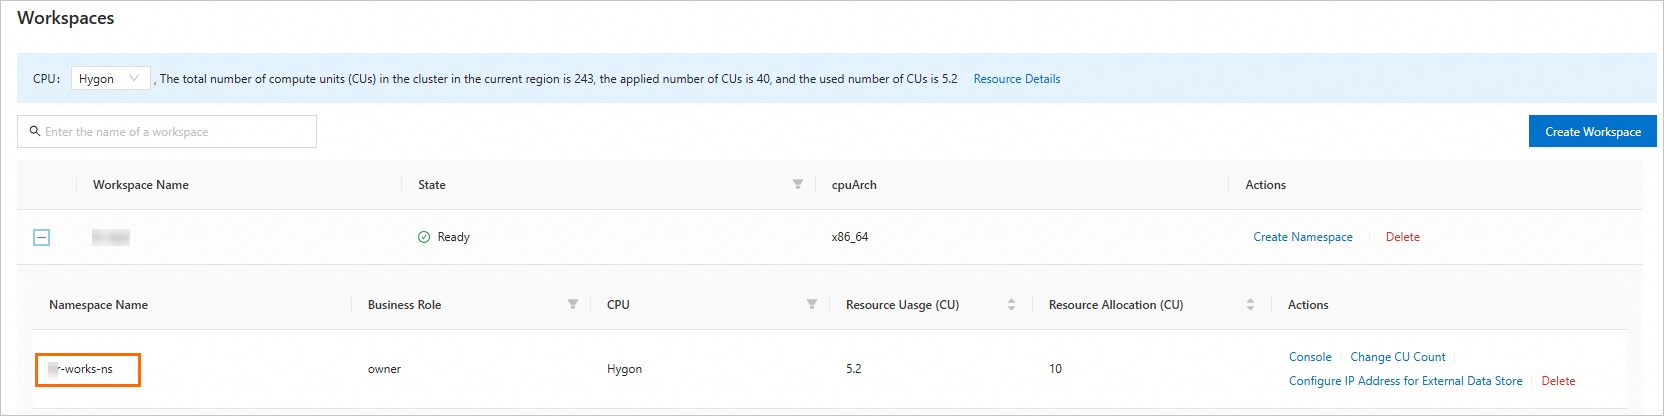 Workspaces
CPU: Hygon , The total number of compute units (CUs) in the cluster in the current region is 243, the applied number of CUs is 40, and the used number of CUs is 5.2 Resource Details
Enter the name of a workspace Create Workspace
Workspace Name State cpuArch Actions
Ready x86_64 Create Namespace Delete
Namespace Name Business Role CPU Resource Uasge (CU) Resource Allocation (CU) Actions
r-works-ns owner Hygon 5.2 10 Console Change CU Count
Configure IP Address for External Data Store Delete